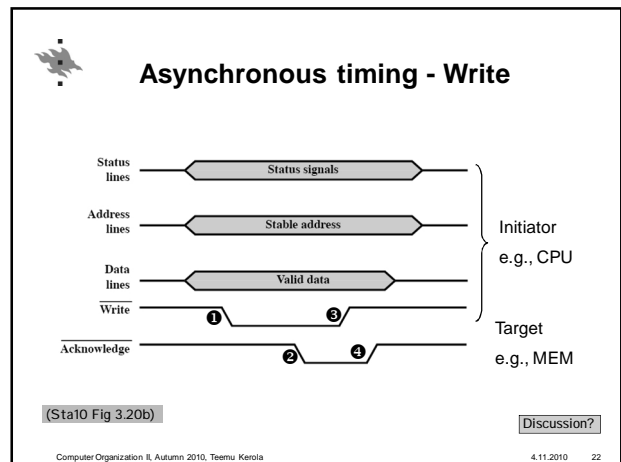 Asynchronous timing - Write
Status
lines
Status signals
Address
lines
Stable address
Data
lines
Valid data
Write
❶
❸
Acknowledge
❷
❹
Initiator
e.g., CPU
Target
e.g., MEM
(Sta10 Fig 3.20b)
Discussion?
Computer Organization II, Autumn 2010, Teemu Kerola
4.11.2010
22